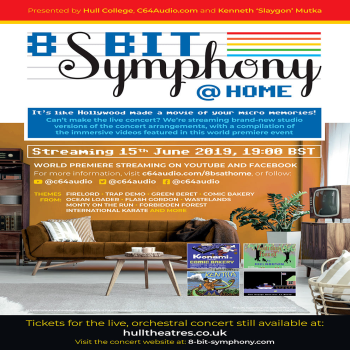 Presented by Hull College, C64Audio.com and Kenneth 'Slaygon' Mutka
8 BIT
Symphony
@ HOME
It's like Hollywood made a movie of your micro memories!
Can't make the live concert? We're streaming brand-new studio
versions of the concert arrangements, with a compilation of
the immersive videos featured in this world premiere event
Streaming 15th June 2019, 19:00 BST
WORLD PREMIERE STREAMING ON YOUTUBE AND FACEBOOK
For more information, visit c64audio.com/8bsathome, or follow:
@c64audio @c64audio @c64audio
THEMES FIRELORD · TRAP DEMO · GREEN BERET · COMIC BAKERY
FROM: OCEAN LOADER · FLASH GORDON · WASTELANDS
MONTY ON THE RUN · FORBIDDEN FOREST
INTERNATIONAL KARATE AND MORE
Konami
COMIC BAKERY
Tickets for the live, orchestral concert still available at:
hulltheatres.co.uk
Visit the concert website at: 8-bit-symphony.com